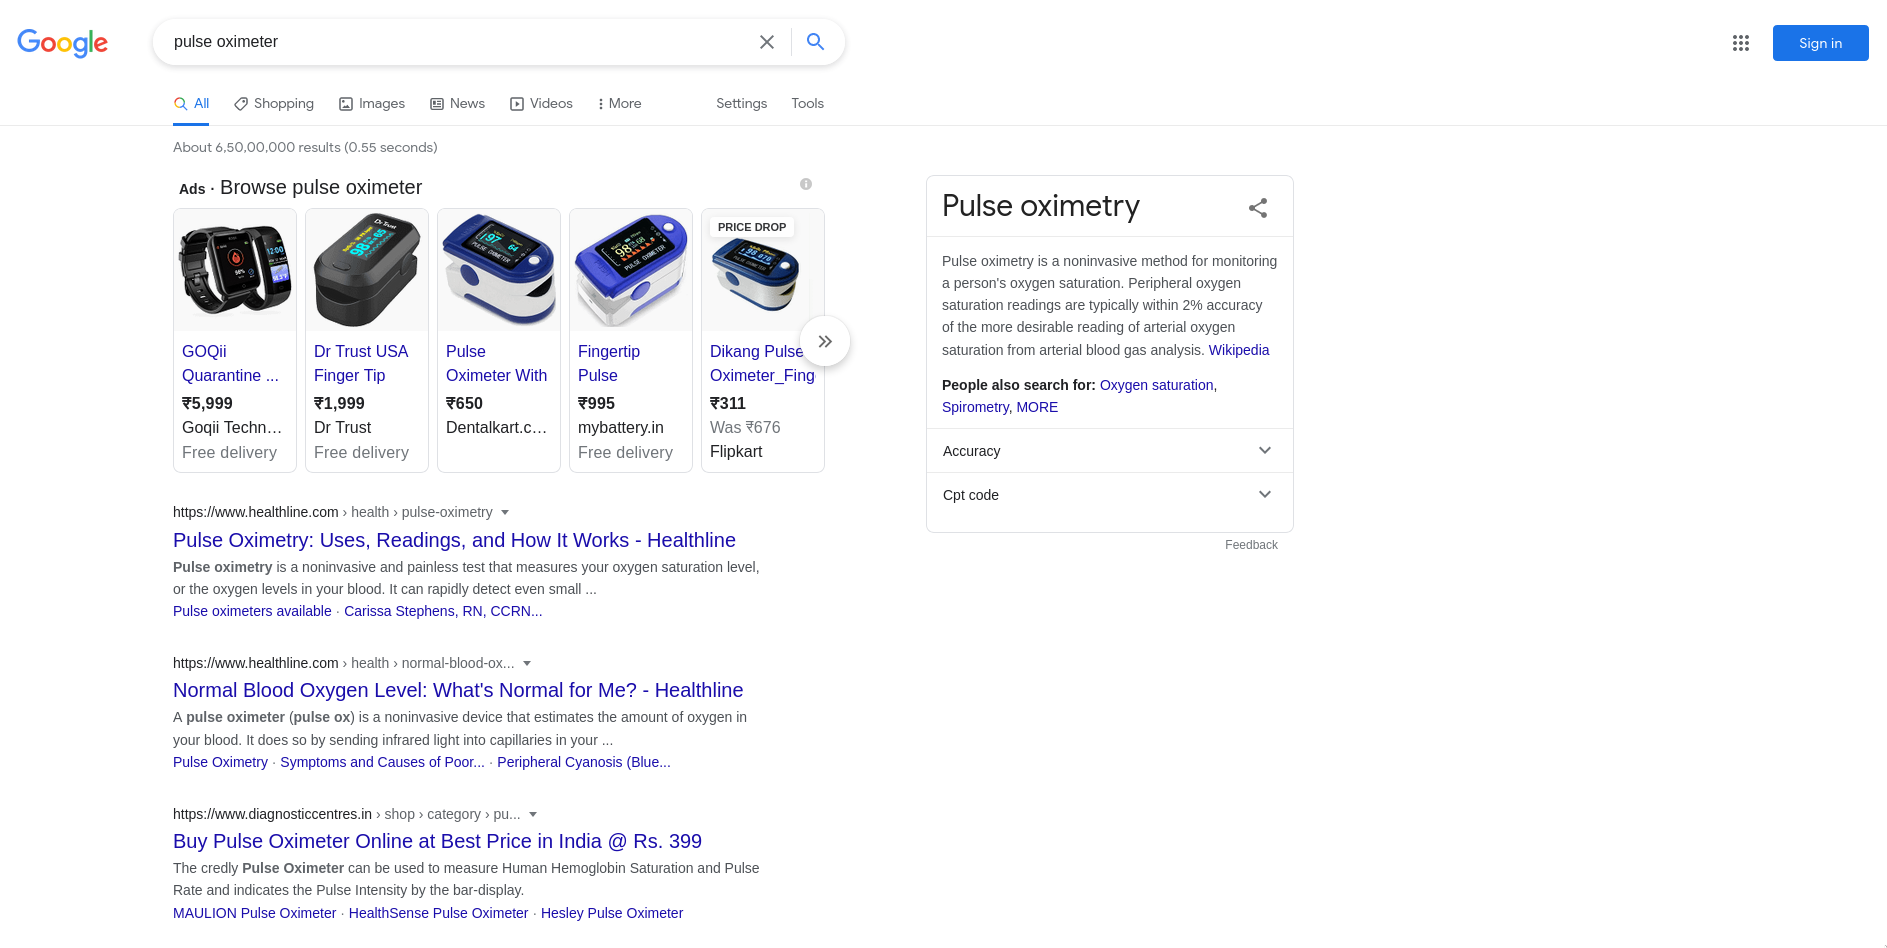 Google
pulse oximeter
Sign in
All
Shopping
Images
News
Videos
More
Settings
Tools
About 6,50,00,000 results (0.55 seconds)
Ads · Browse pulse oximeter
PRICE DROP
GOQii
Quarantine ...
₹5,999
Goqii Techn...
Free delivery
Dr Trust USA
Finger Tip
₹1,999
Dr Trust
Free delivery
Pulse
Oximeter With
₹650
Dentalkart.c...
Fingertip
Pulse
₹995
mybattery.in
Free delivery
Dikang Pulse
Oximeter_Fing
₹311
Was ₹676
Flipkart
https://www.healthline.com › health › pulse-oximetry
Pulse Oximetry: Uses, Readings, and How It Works - Healthline
Pulse oximetry is a noninvasive and painless test that measures your oxygen saturation level,
or the oxygen levels in your blood. It can rapidly detect even small ...
Pulse oximeters available · Carissa Stephens, RN, CCRN...
https://www.healthline.com › health › normal-blood-ox...
Normal Blood Oxygen Level: What's Normal for Me? - Healthline
A pulse oximeter (pulse ox) is a noninvasive device that estimates the amount of oxygen in
your blood. It does so by sending infrared light into capillaries in your ...
Pulse Oximetry · Symptoms and Causes of Poor... · Peripheral Cyanosis (Blue...
https://www.diagnosticcentres.in › shop › category › pu...
Buy Pulse Oximeter Online at Best Price in India @ Rs. 399
The credly Pulse Oximeter can be used to measure Human Hemoglobin Saturation and Pulse
Rate and indicates the Pulse Intensity by the bar-display.
MAULION Pulse Oximeter · HealthSense Pulse Oximeter · Hesley Pulse Oximeter
Pulse oximetry
Pulse oximetry is a noninvasive method for monitoring
a person's oxygen saturation. Peripheral oxygen
saturation readings are typically within 2% accuracy
of the more desirable reading of arterial oxygen
saturation from arterial blood gas analysis. Wikipedia
People also search for: Oxygen saturation,
Spirometry, MORE
Accuracy
Cpt code
Feedback